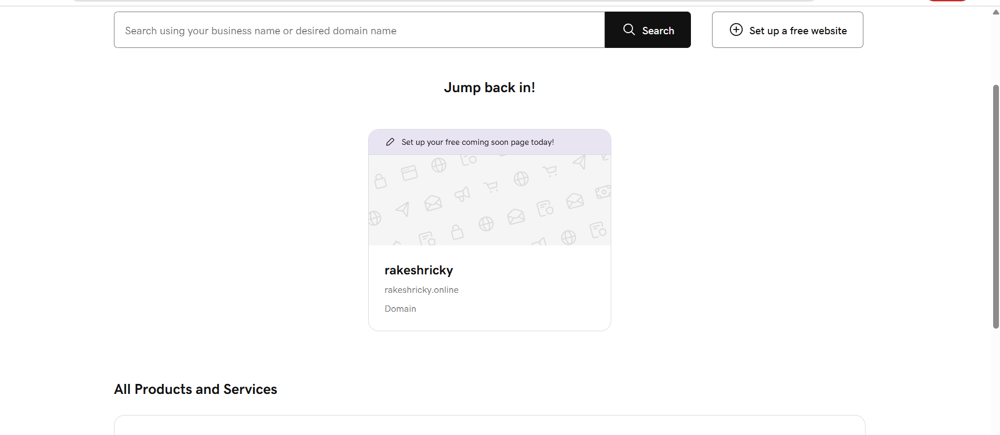 Search using your business name or desired domain name
Search
Set up a free website
Jump back in!
Set up your free coming soon page today!
rakeshricky
rakeshricky.online
Domain
All Products and Services